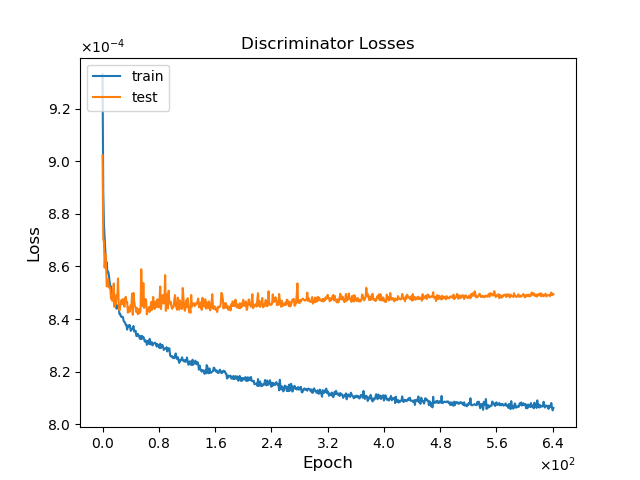 Discriminator Losses
×10⁻⁴
train
test
9.2
9.0
8.8
8.6
8.4
8.2
8.0
Loss
0.0 0.8 1.6 2.4 3.2 4.0 4.8 5.6 6.4
Epoch
×10²